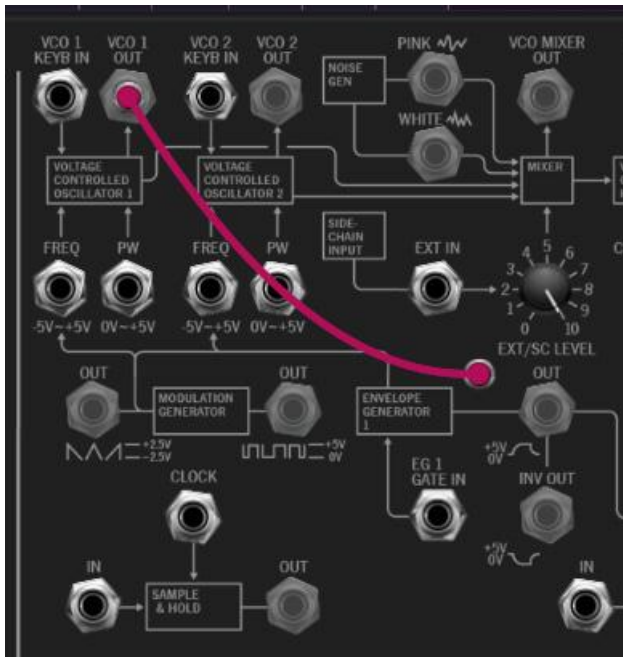 VCO 1
KEYB IN
VCO 1
OUT
VCO 2
KEYB IN
VCO 2
OUT
PINK
VCO MIXER
OUT
NOISE
GEN
WHITE
VOLTAGE
CONTROLLED
OSCILLATOR 1
VOLTAGE
CONTROLLED
OSCILLATOR 2
MIXER
FREQ
PW
FREQ
PW
SIDE-
CHAIN
INPUT
EXT IN
0
1
2
3
4
5
6
7
8
9
10
-5V~+5V
0V~+5V
-5V~+5V
0V~+5V
EXT/SC LEVEL
OUT
MODULATION
GENERATOR
OUT
ENVELOPE
GENERATOR
1
OUT
+2.5V
-2.5V
+5V
0V
+5V
0V
CLOCK
EG 1
GATE IN
INV OUT
+5V
0V
IN
SAMPLE
& HOLD
OUT
IN